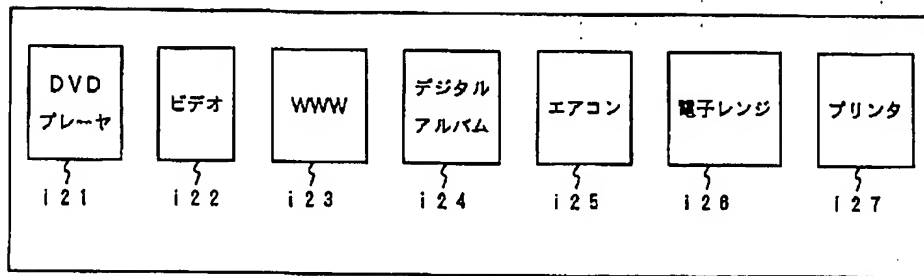 DVD
プレーヤ
ビデオ
WWW
デジタル
アルバム
エアコン
電子レンジ
プリンタ
i21
i22
i23
i24
i25
i26
i27